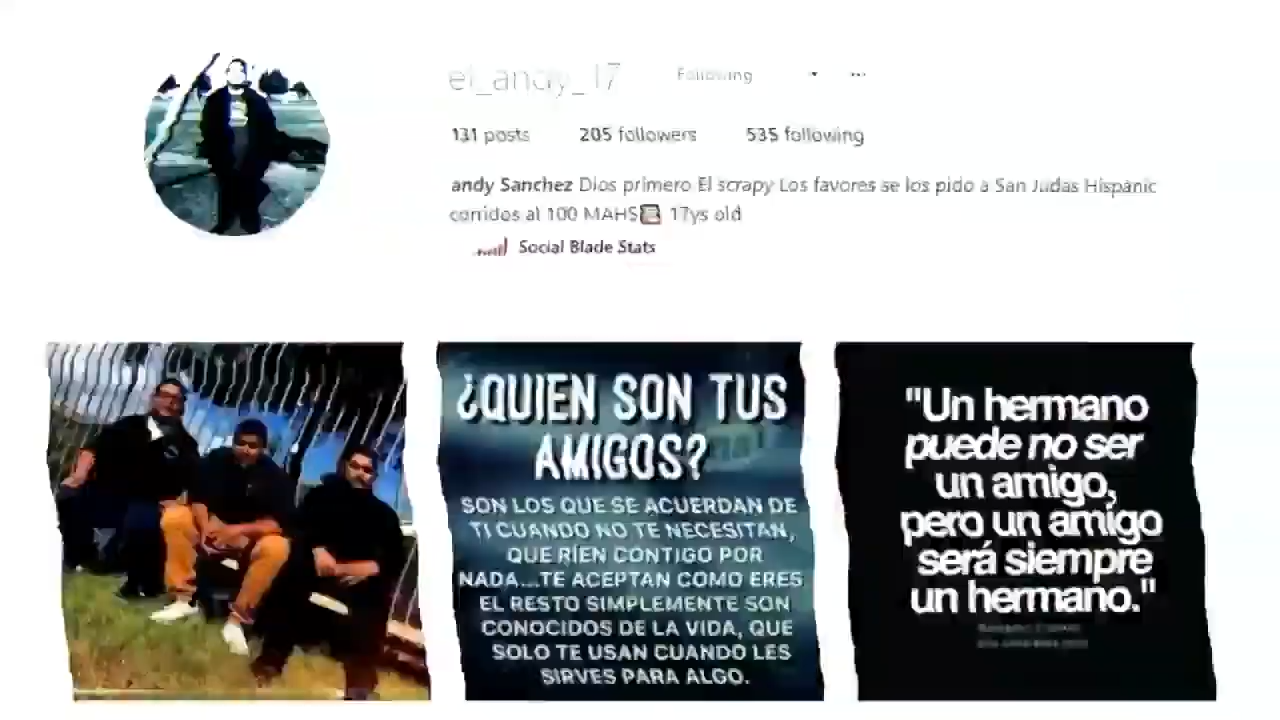 el_andy_17 Following ...
131 posts 205 followers 535 following
andy Sanchez Dios primero El scrapy Los favores se los pido a San Judas Hispanic
corridos al 100 MAHS 17ys old
Social Blade Stats
¿QUIEN SON TUS
AMIGOS?
SON LOS QUE SE ACUERDAN DE
TI CUANDO NO TE NECESITAN,
QUE RÍEN CONTIGO POR
NADA...TE ACEPTAN COMO ERES
EL RESTO SIMPLEMENTE SON
CONOCIDOS DE LA VIDA, QUE
SOLO TE USAN CUANDO LES
SIRVES PARA ALGO.
"Un hermano
puede no ser
un amigo,
pero un amigo
será siempre
un hermano."